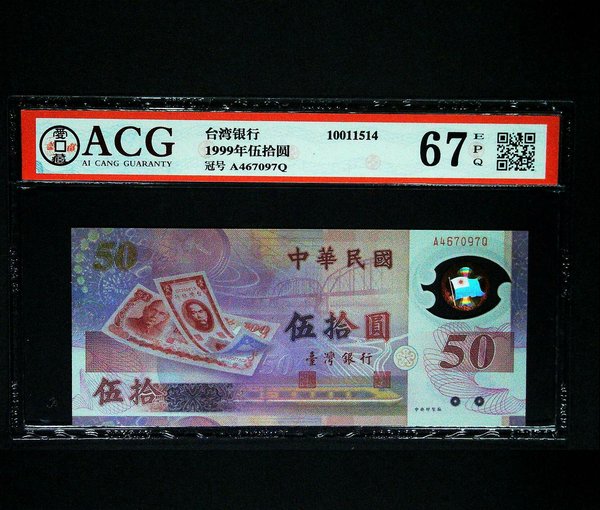 愛藏
ACG
AI CANG GUARANTY
台湾银行
1999年伍拾圆
冠号 A467097Q
10011514
67
EPQ
50
中華民國
A467097Q
伍拾圓
臺灣銀行
50
伍拾